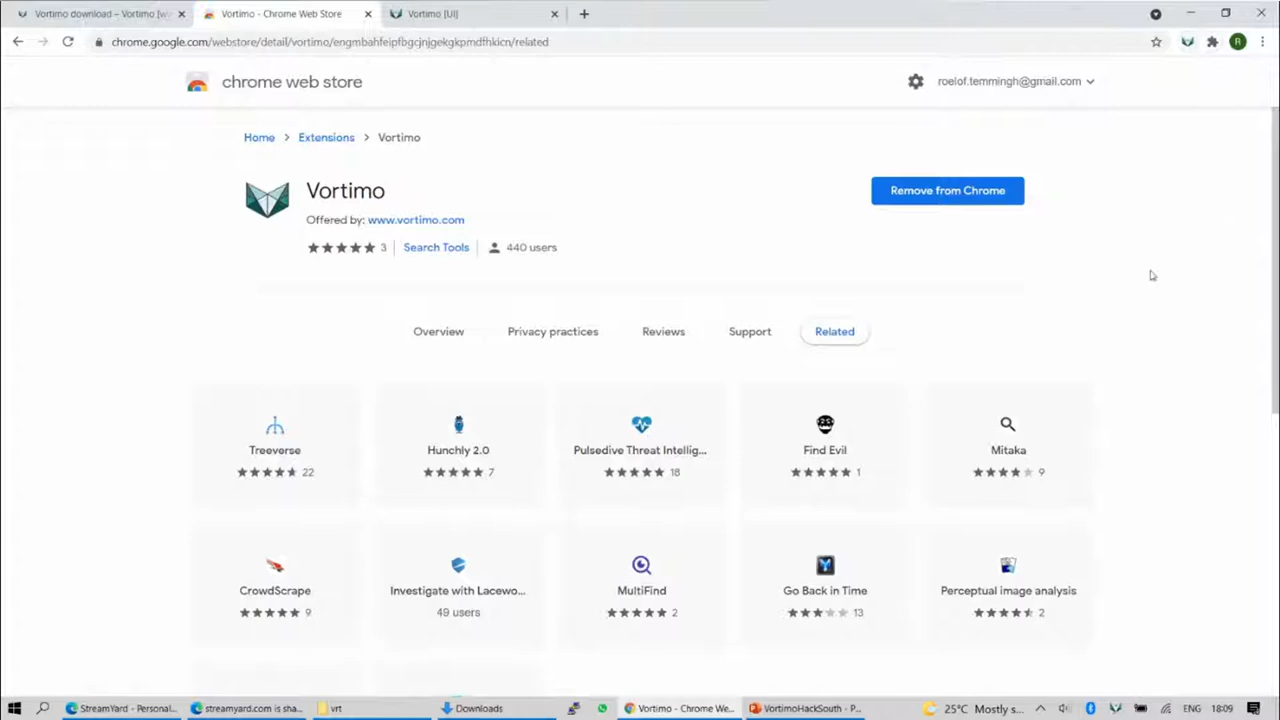 Vortimo download – Vortimo [w
Vortimo - Chrome Web Store
Vortimo [UI]
chrome.google.com/webstore/detail/vortimo/engmbahfeipfbgcjnjgekgkpmdfhkicn/related
R
chrome web store
roelof.temmingh@gmail.com
Home > Extensions > Vortimo
Vortimo
Remove from Chrome
Offered by: www.vortimo.com
3 | Search Tools | 440 users
Overview
Privacy practices
Reviews
Support
Related
Treeverse
22
Hunchly 2.0
7
Pulsedive Threat Intellig...
18
Find Evil
1
Mitaka
9
CrowdScrape
9
Investigate with Lacewo...
49 users
MultiFind
2
Go Back in Time
13
Perceptual image analysis
2
StreamYard - Personal...
streamyard.com is sha...
vrt
Downloads
Vortimo - Chrome We...
VortimoHackSouth - P...
25°C Mostly s...
ENG
18:09